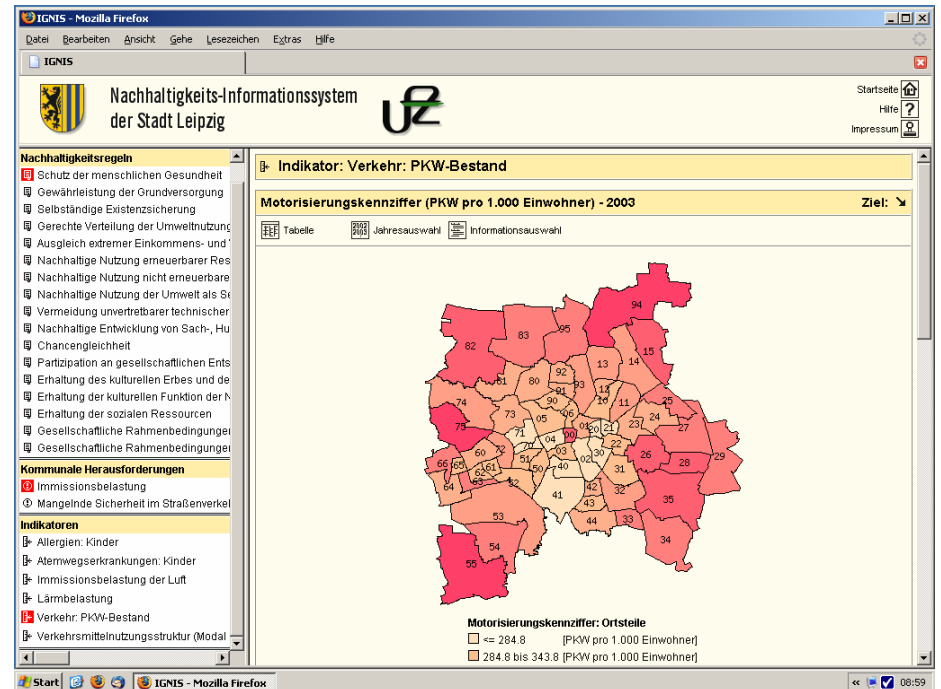 IGNIS - Mozilla Firefox
Datei Bearbeiten Ansicht Gehe Lesezeichen Extras Hilfe
IGNIS
Nachhaltigkeits-Informationssystem
der Stadt Leipzig
UFZ
Startseite
Hilfe ?
Impressum
Nachhaltigkeitsregeln
Schutz der menschlichen Gesundheit
Gewährleistung der Grundversorgung
Selbständige Existenzsicherung
Gerechte Verteilung der Umweltnutzung
Ausgleich extremer Einkommens- und
Nachhaltige Nutzung erneuerbarer Res
Nachhaltige Nutzung nicht erneuerbare
Nachhaltige Nutzung der Umwelt als Se
Vermeidung unvertretbarer technischer
Nachhaltige Entwicklung von Sach-, Hu
Chancengleichheit
Partizipation an gesellschaftlichen Ents
Erhaltung des kulturellen Erbes und de
Erhaltung der kulturellen Funktion der N
Erhaltung der sozialen Ressourcen
Gesellschaftliche Rahmenbedingungen
Gesellschaftliche Rahmenbedingungen
Kommunale Herausforderungen
Immissionsbelastung
Mangelnde Sicherheit im Straßenverkeh
Indikatoren
Allergien: Kinder
Atemwegserkrankungen: Kinder
Immissionsbelastung der Luft
Lärmbelastung
Verkehr: PKW-Bestand
Verkehrsmittelnutzungsstruktur (Modal
Indikator: Verkehr: PKW-Bestand
Motorisierungskennziffer (PKW pro 1.000 Einwohner) - 2003 Ziel:
Tabelle Jahresauswahl Informationsauswahl
94
95
83
82
15
14
13
92
93
80
81
91
12
90
10
11
25
74
73
05
06
24
27
75
71
04
00
01
20
21
23
22
29
70
03
02
30
26
28
72
60
51
50
40
31
66
65
62
61
63
64
52
41
42
32
43
35
53
44
33
34
54
55
Motorisierungskennziffer: Ortsteile
<= 284.8 [PKW pro 1.000 Einwohner]
284.8 bis 343.8 [PKW pro 1.000 Einwohner]
Start IGNIS - Mozilla Firefox « 08:59